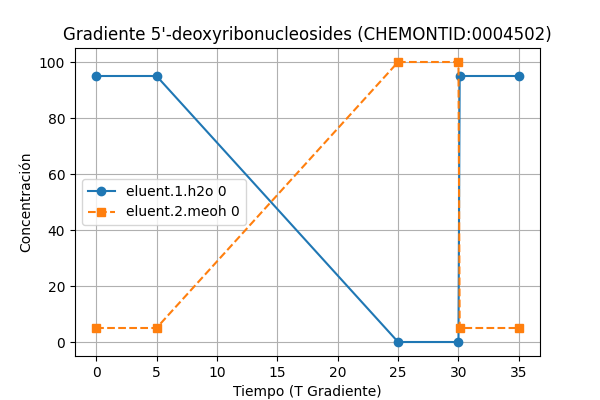 Gradiente 5'-deoxyribonucleosides (CHEMONTID:0004502)
100
80
60
40
20
0
Concentración
eluent.1.h2o 0
eluent.2.meoh 0
0 5 10 15 20 25 30 35
Tiempo (T Gradiente)